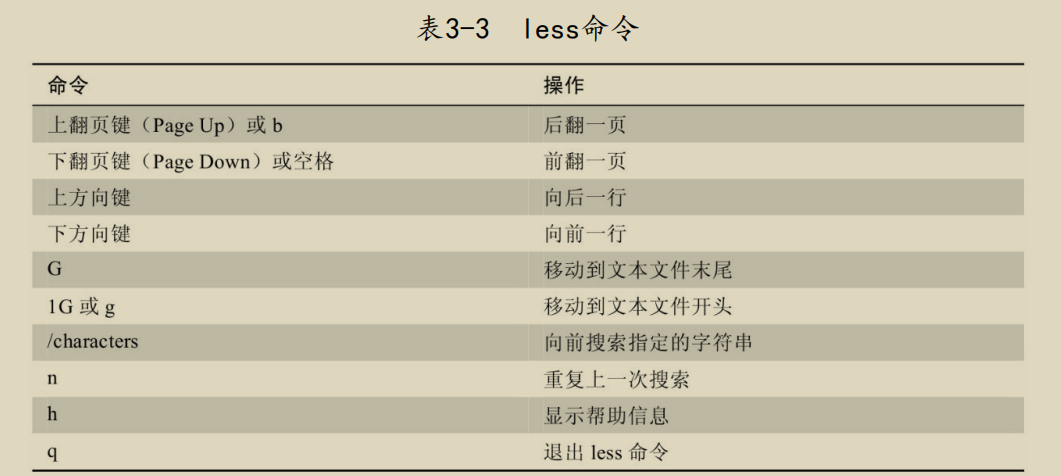 表3-3 less命令
命令 操作
上翻页键（Page Up）或 b 后翻一页
下翻页键（Page Down）或空格 前翻一页
上方向键 向后一行
下方向键 向前一行
G 移动到文本文件末尾
1G 或 g 移动到文本文件开头
/characters 向前搜索指定的字符串
n 重复上一次搜索
h 显示帮助信息
q 退出 less 命令